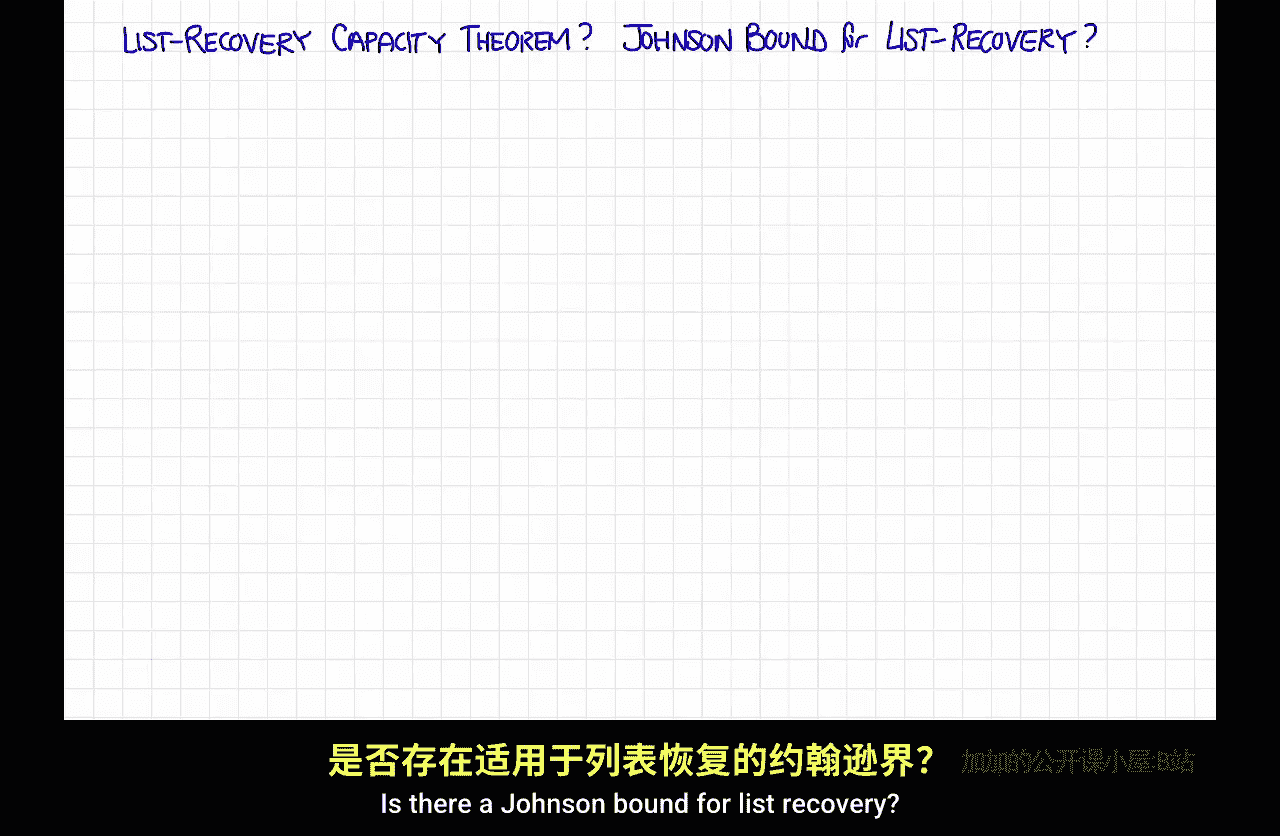 LIST-RECOVERY CAPACITY THEOREM? JOHNSON BOUND for LIST-RECOVERY?
是否存在适用于列表恢复的约翰逊界？
加加的公开课小屋:B站
Is there a Johnson bound for list recovery?